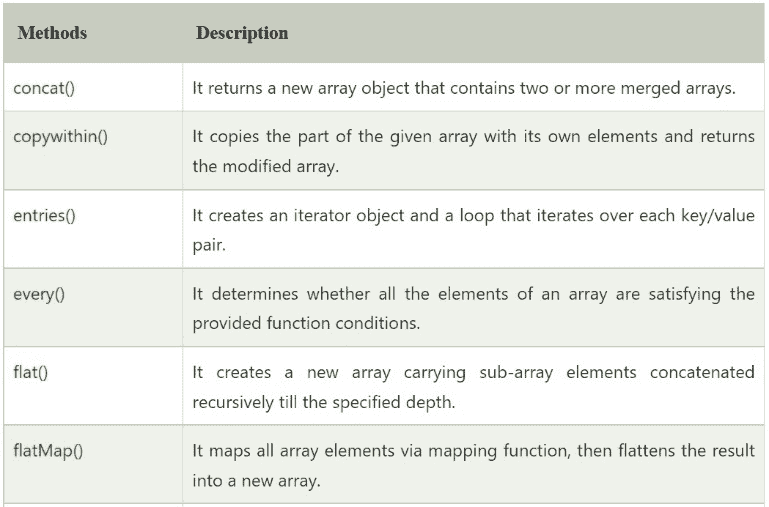 Methods Description
concat() It returns a new array object that contains two or more merged arrays.
copywithin() It copies the part of the given array with its own elements and returns
the modified array.
entries() It creates an iterator object and a loop that iterates over each key/value
pair.
every() It determines whether all the elements of an array are satisfying the
provided function conditions.
flat() It creates a new array carrying sub-array elements concatenated
recursively till the specified depth.
flatMap() It maps all array elements via mapping function, then flattens the result
into a new array.